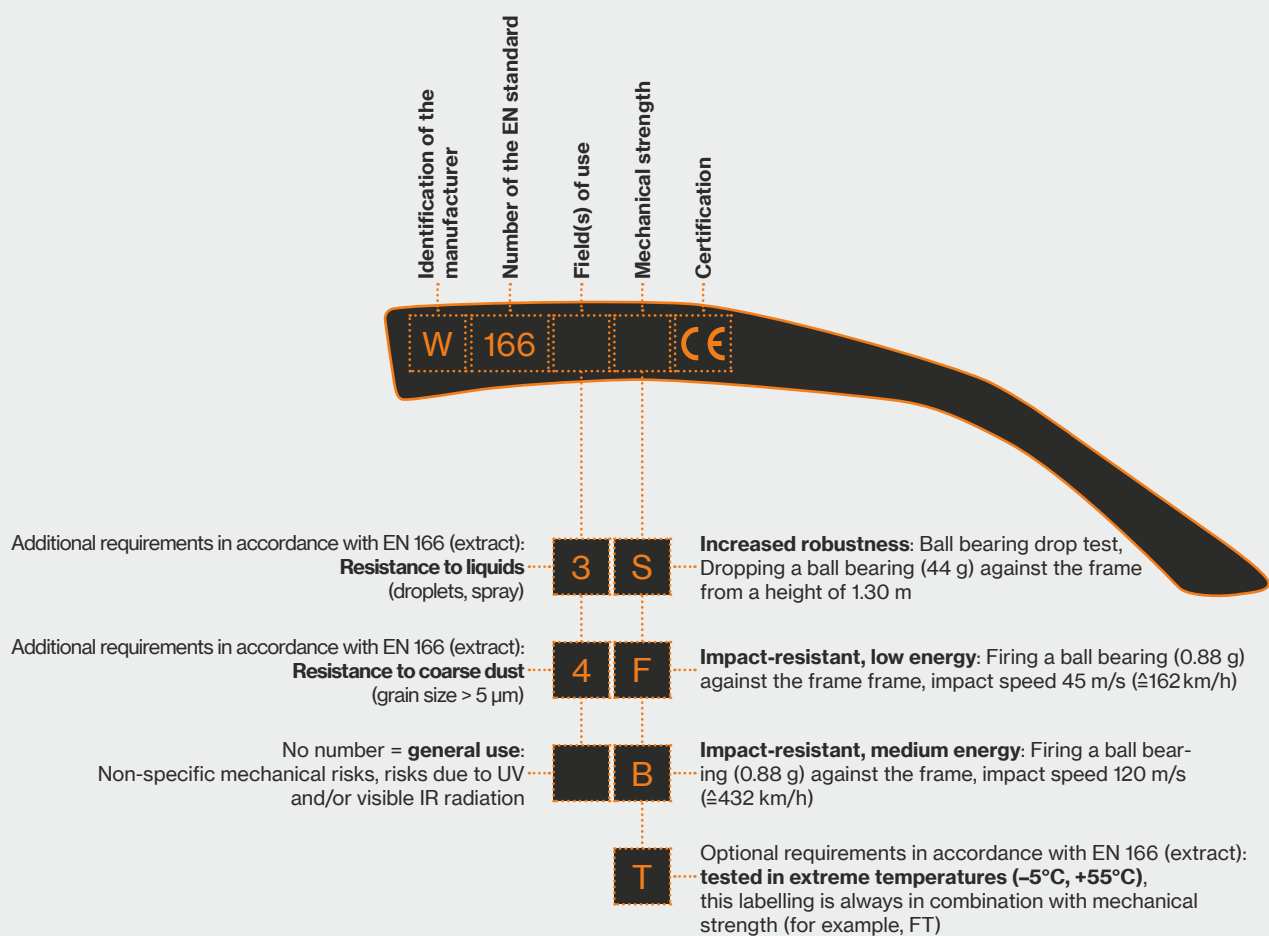 Identification of the
manufacturer
Number of the EN standard
Field(s) of use
Mechanical strength
Certification
W
166
CE
Additional requirements in accordance with EN 166 (extract):
Resistance to liquids
(droplets, spray)
3
S
Increased robustness: Ball bearing drop test,
Dropping a ball bearing (44 g) against the frame
from a height of 1.30 m
Additional requirements in accordance with EN 166 (extract):
Resistance to coarse dust
(grain size > 5 µm)
4
F
Impact-resistant, low energy: Firing a ball bearing (0.88 g)
against the frame frame, impact speed 45 m/s (≙162 km/h)
No number = general use:
Non-specific mechanical risks, risks due to UV
and/or visible IR radiation
B
Impact-resistant, medium energy: Firing a ball bear-
ing (0.88 g) against the frame, impact speed 120 m/s
(≙432 km/h)
T
Optional requirements in accordance with EN 166 (extract):
tested in extreme temperatures (–5°C, +55°C),
this labelling is always in combination with mechanical
strength (for example, FT)